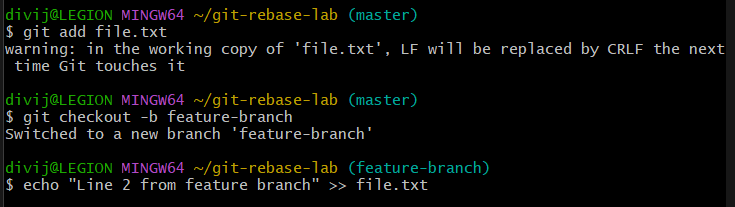 divij@LEGION MINGW64 ~/git-rebase-lab (master)
$ git add file.txt
warning: in the working copy of 'file.txt', LF will be replaced by CRLF the next
 time Git touches it
divij@LEGION MINGW64 ~/git-rebase-lab (master)
$ git checkout -b feature-branch
Switched to a new branch 'feature-branch'
divij@LEGION MINGW64 ~/git-rebase-lab (feature-branch)
$ echo "Line 2 from feature branch" >> file.txt